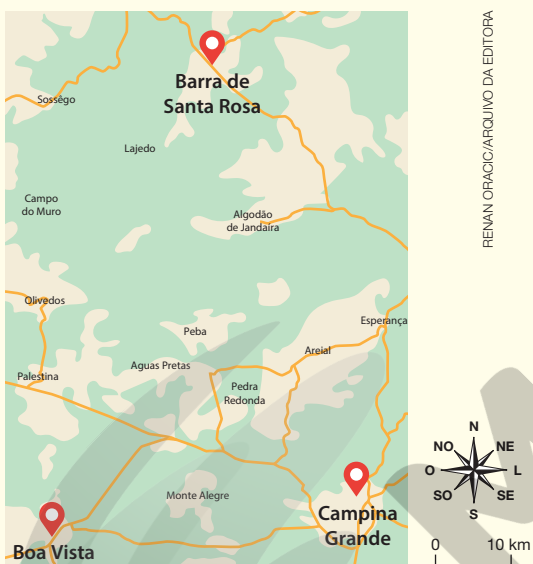 Barra de
Santa Rosa
Sossêgo
Lajedo
Campo
do Muro
Algodão
de Jandaíra
Olivedos
Peba
Esperança
Areial
Aguas Pretas
Palestina
Pedra
Redonda
Monte Alegre
Campina
Grande
Boa Vista
RENAN ORACIC/ARQUIVO DA EDITORA
N
NO
NE
O
L
SO
SE
S
0
10 km